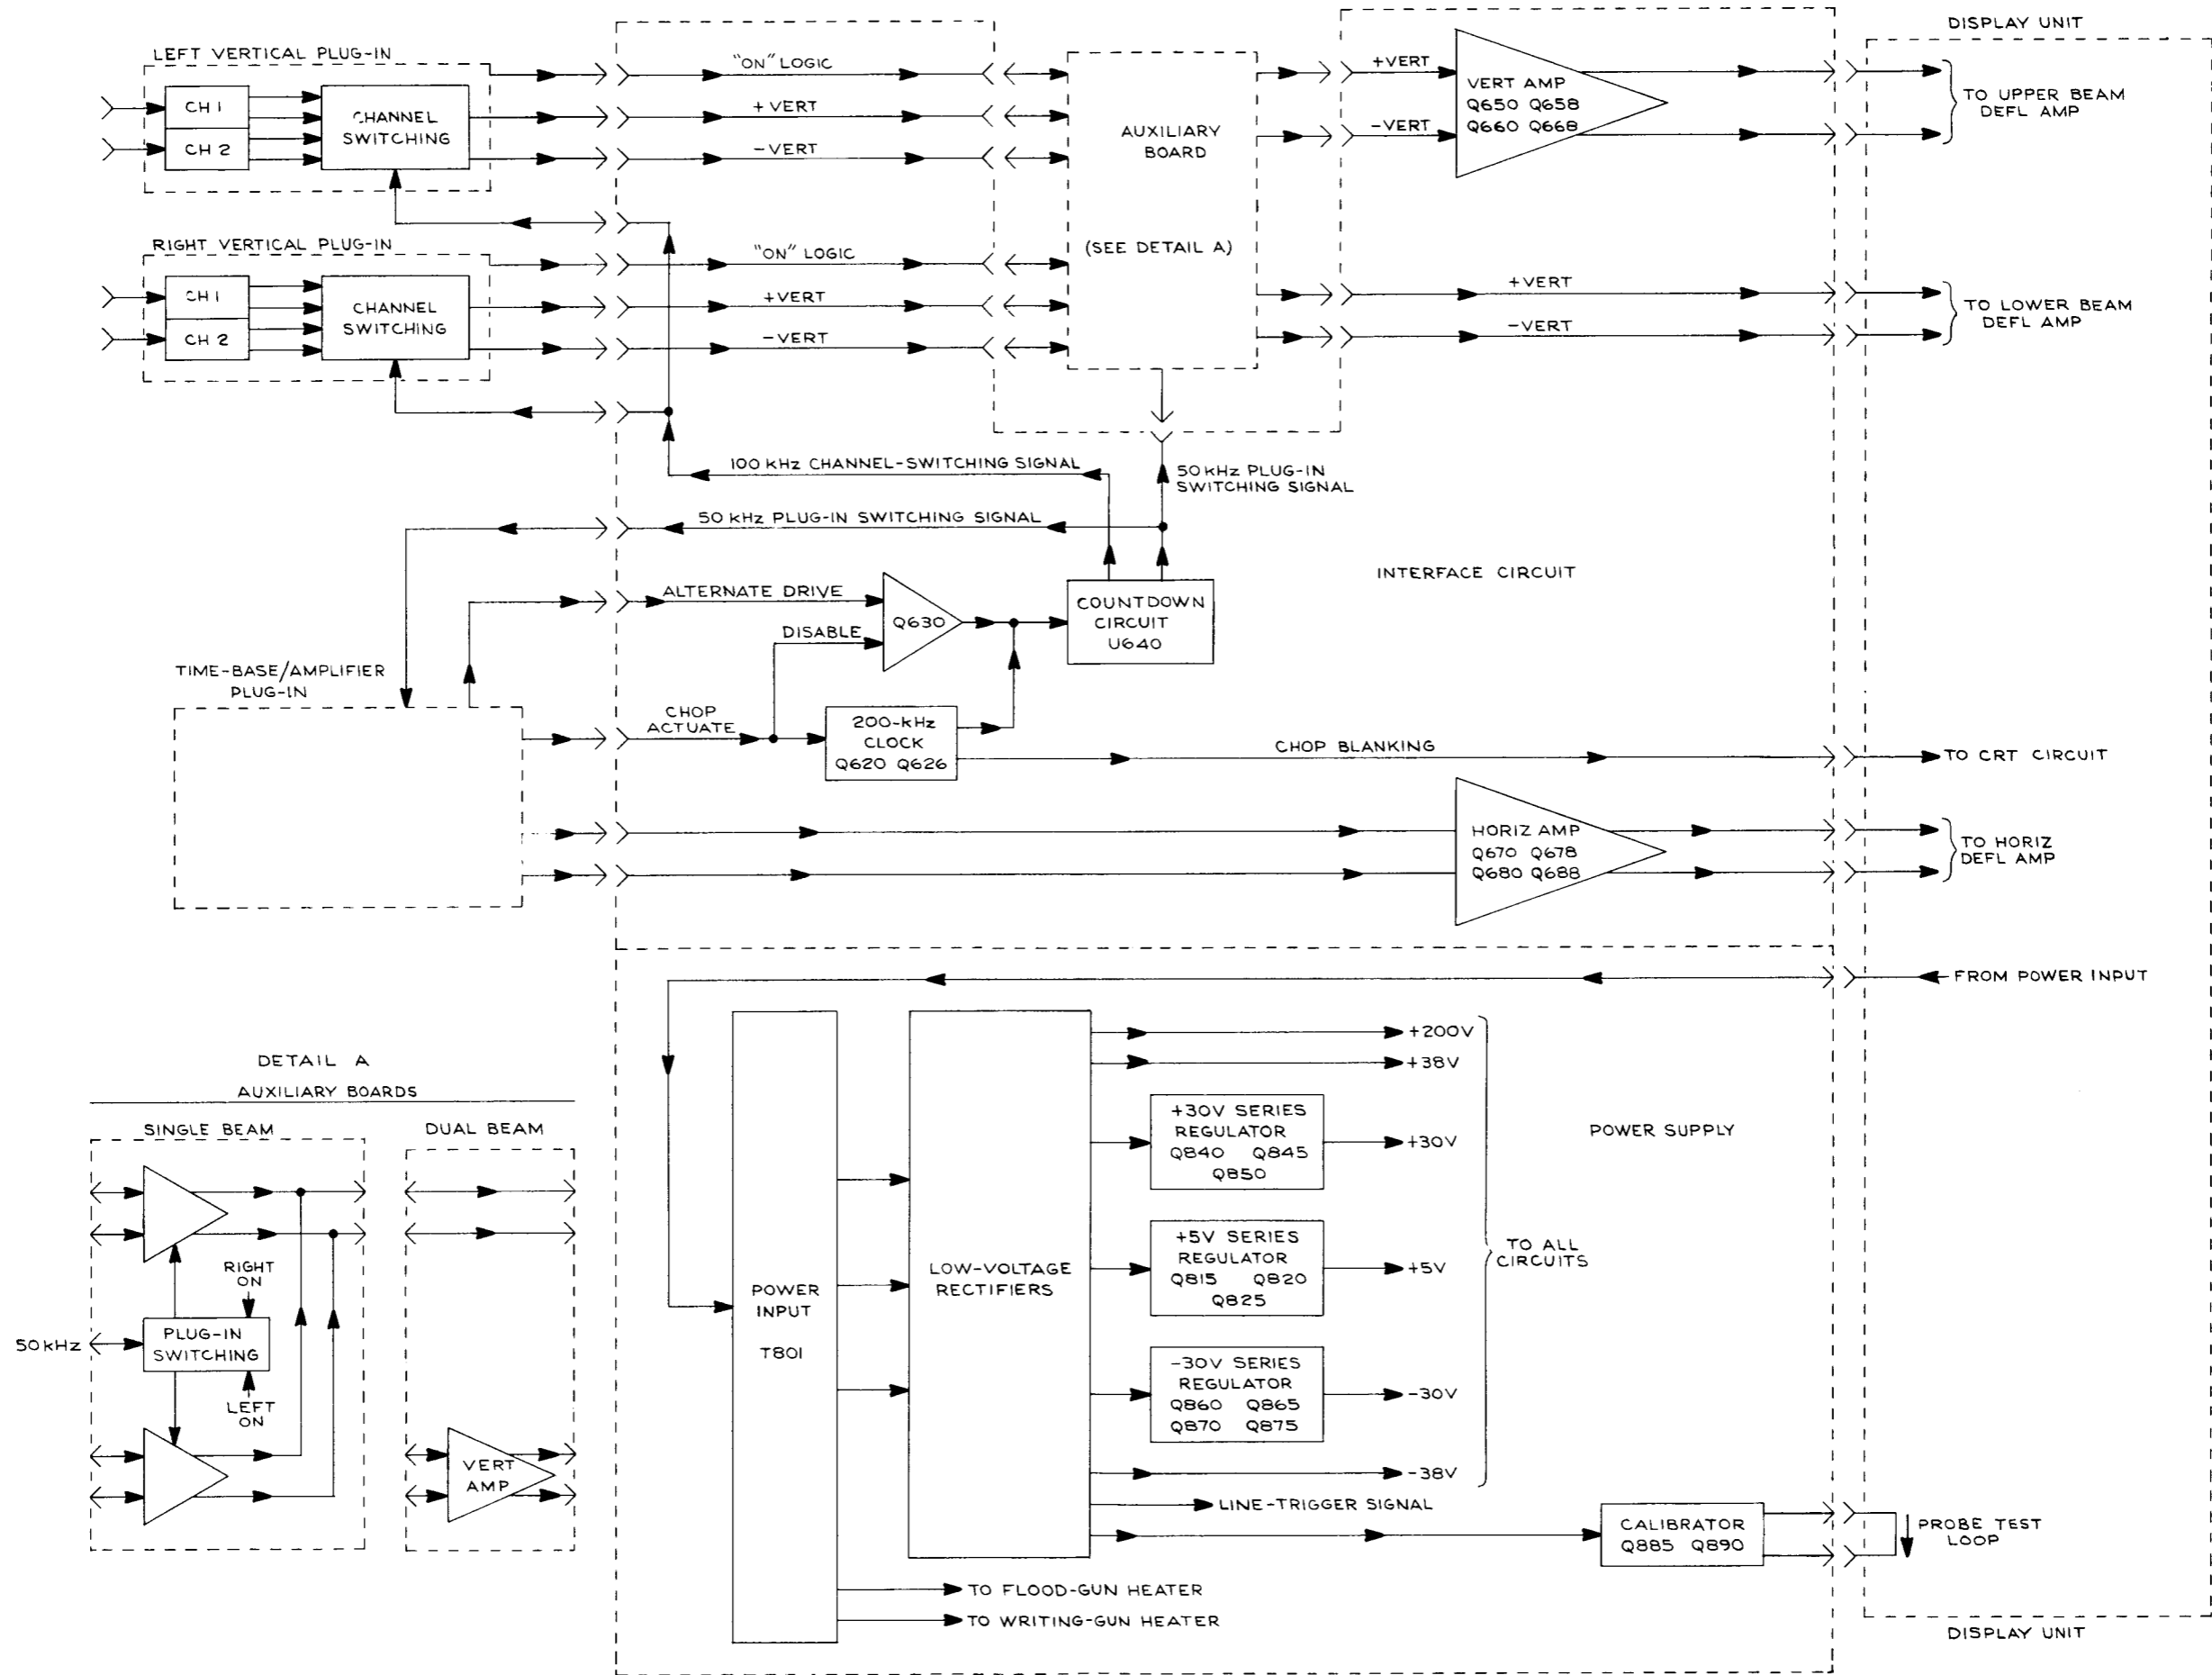 DISPLAY UNIT
LEFT VERTICAL PLUG-IN
CH 1
CH 2
CHANNEL
SWITCHING
"ON" LOGIC
+VERT
-VERT
AUXILIARY
BOARD
(SEE DETAIL A)
+VERT
-VERT
VERT AMP
Q650 Q658
Q660 Q668
TO UPPER BEAM
DEFL AMP
RIGHT VERTICAL PLUG-IN
CH 1
CH 2
CHANNEL
SWITCHING
"ON" LOGIC
+VERT
-VERT
+VERT
-VERT
TO LOWER BEAM
DEFL AMP
100 kHz CHANNEL-SWITCHING SIGNAL
50 kHz PLUG-IN
SWITCHING SIGNAL
50 kHz PLUG-IN SWITCHING SIGNAL
INTERFACE CIRCUIT
ALTERNATE DRIVE
DISABLE
Q630
COUNTDOWN
CIRCUIT
U640
TIME-BASE/AMPLIFIER
PLUG-IN
CHOP
ACTUATE
200-kHz
CLOCK
Q620 Q626
CHOP BLANKING
TO CRT CIRCUIT
HORIZ AMP
Q670 Q678
Q680 Q688
TO HORIZ
DEFL AMP
FROM POWER INPUT
POWER
INPUT
T801
LOW-VOLTAGE
RECTIFIERS
+200V
+38V
+30V SERIES
REGULATOR
Q840 Q845
Q850
+30V
POWER SUPPLY
+5V SERIES
REGULATOR
Q815 Q820
Q825
+5V
TO ALL
CIRCUITS
-30V SERIES
REGULATOR
Q860 Q865
Q870 Q875
-30V
-38V
LINE-TRIGGER SIGNAL
CALIBRATOR
Q885 Q890
PROBE TEST
LOOP
TO FLOOD-GUN HEATER
TO WRITING-GUN HEATER
DISPLAY UNIT
DETAIL A
AUXILIARY BOARDS
SINGLE BEAM
DUAL BEAM
RIGHT
ON
50 kHz
PLUG-IN
SWITCHING
LEFT
ON
VERT
AMP